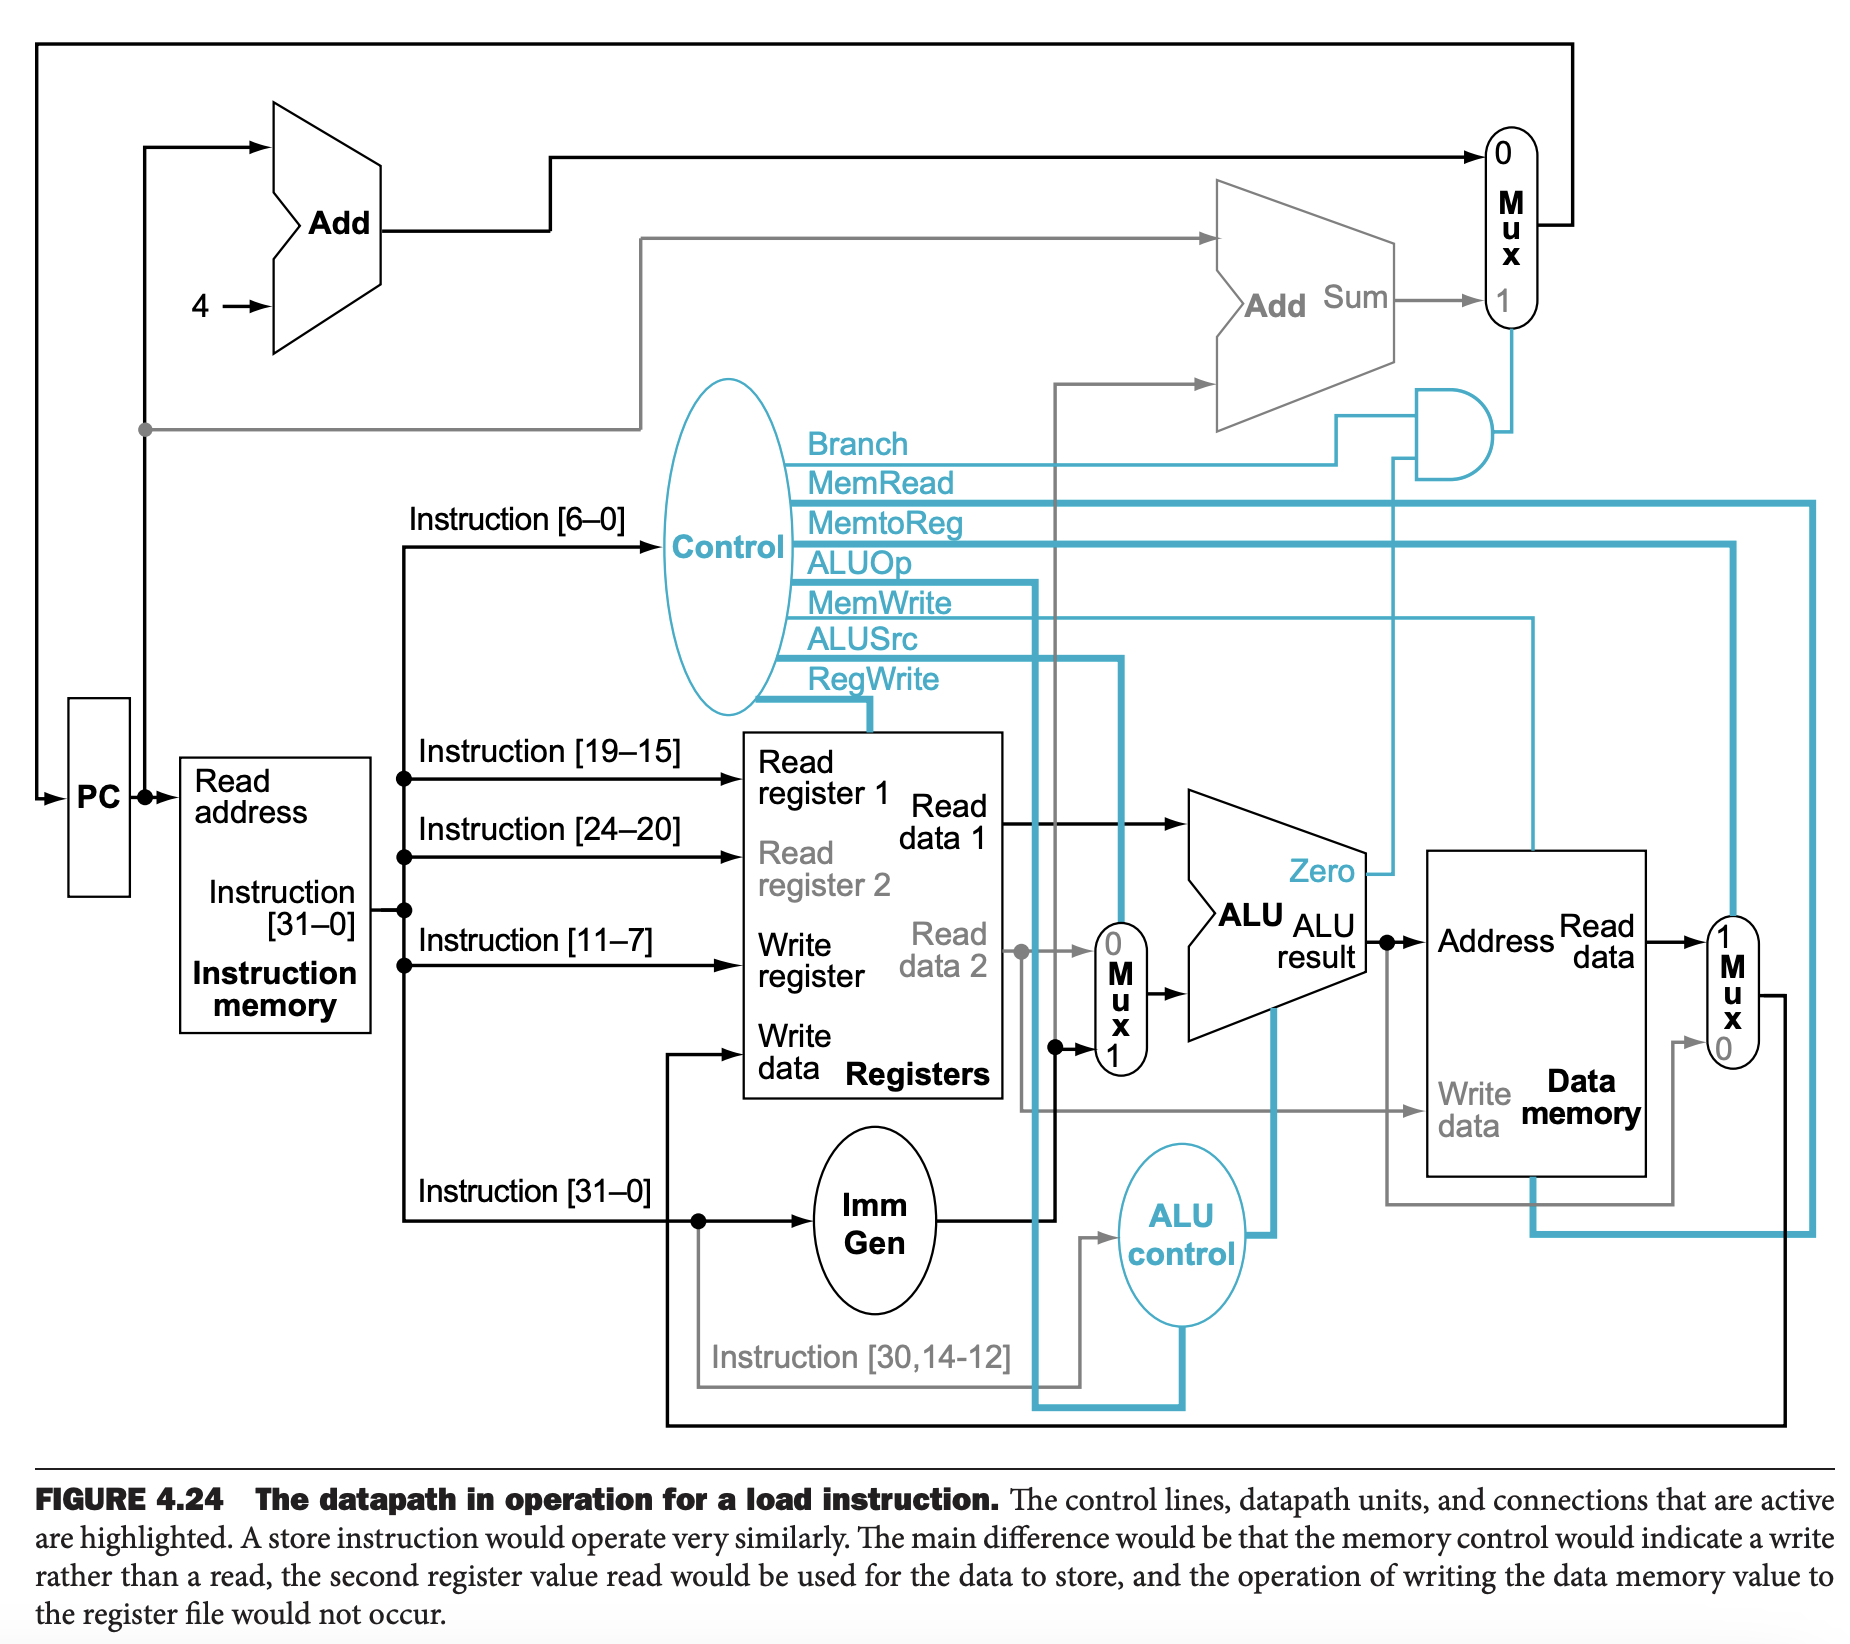 0
M
u
x
1
Add
4
Add Sum
Branch
MemRead
MemtoReg
ALUOp
MemWrite
ALUSrc
RegWrite
Instruction [6–0]
Control
Instruction [19–15]
Instruction [24–20]
Instruction [11–7]
Instruction [31–0]
PC
Read
address
Instruction
[31–0]
Instruction
memory
Read
register 1
Read
register 2
Write
register
Write
data
Read
data 1
Read
data 2
Registers
0
M
u
x
1
Zero
ALU
ALU
result
Address
Read
data
Write
data
Data
memory
1
M
u
x
0
Imm
Gen
ALU
control
Instruction [30,14-12]
FIGURE 4.24 The datapath in operation for a load instruction. The control lines, datapath units, and connections that are active
are highlighted. A store instruction would operate very similarly. The main difference would be that the memory control would indicate a write
rather than a read, the second register value read would be used for the data to store, and the operation of writing the data memory value to
the register file would not occur.